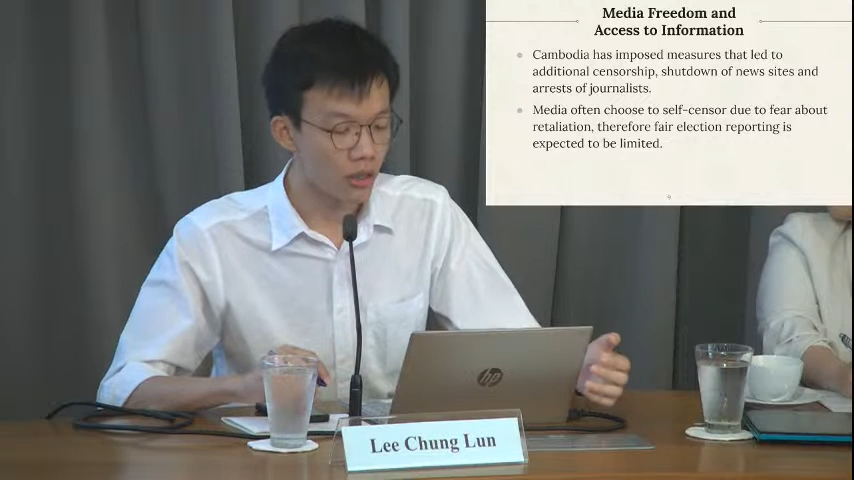 Media Freedom and
Access to Information
Cambodia has imposed measures that led to
additional censorship, shutdown of news sites and
arrests of journalists.
Media often choose to self-censor due to fear about
retaliation, therefore fair election reporting is
expected to be limited.
hp
Lee Chung Lun